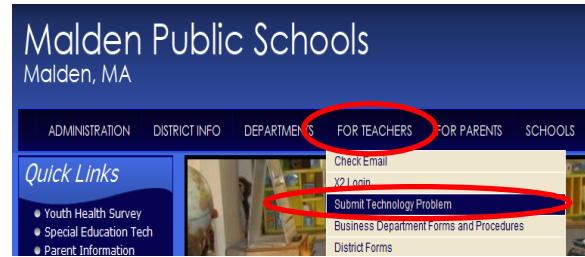 Malden Public Schools
Malden, MA
ADMINISTRATION DISTRICT INFO DEPARTMENTS FOR TEACHERS FOR PARENTS SCHOOLS
Quick Links
Youth Health Survey
Special Education Tech
Parent Information
Check Email
X2 Login
Submit Technology Problem
Business Department Forms and Procedures
District Forms